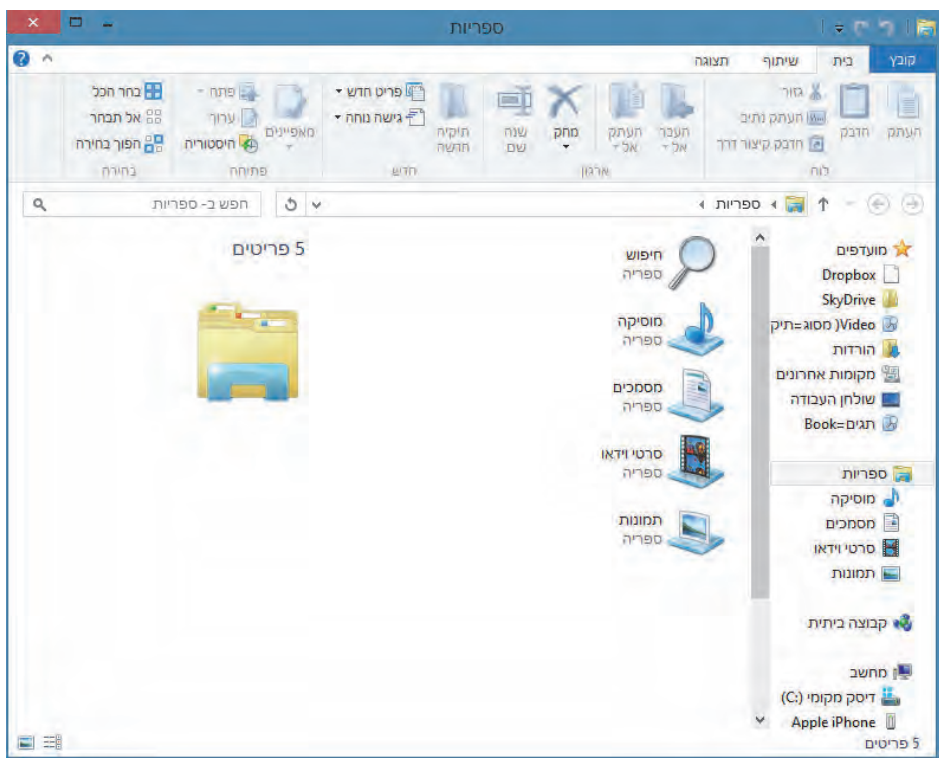 ספריות
קובץ
בית
שיתוף
תצוגה
העתק
הדבק
גזור
העתק נתיב
הדבק קיצור דרך
לוח
העבר אל
העתק אל
מחק
שנה שם
ארגון
תיקיה חדשה
פריט חדש
גישה נוחה
חדש
מאפיינים
פתח
ערוך
היסטוריה
פתיחה
בחר הכל
אל תבחר
הפוך בחירה
בחירה
ספריות
חפש ב- ספריות
מועדפים
Dropbox
SkyDrive
Video( מסוג=תיק
הורדות
מקומות אחרונים
שולחן העבודה
תגים=Book
ספריות
מוסיקה
מסמכים
סרטי וידאו
תמונות
קבוצה ביתית
מחשב
דיסק מקומי (C:)
Apple iPhone
חיפוש
ספריה
מוסיקה
ספריה
מסמכים
ספריה
סרטי וידאו
ספריה
תמונות
ספריה
5 פריטים
5 פריטים